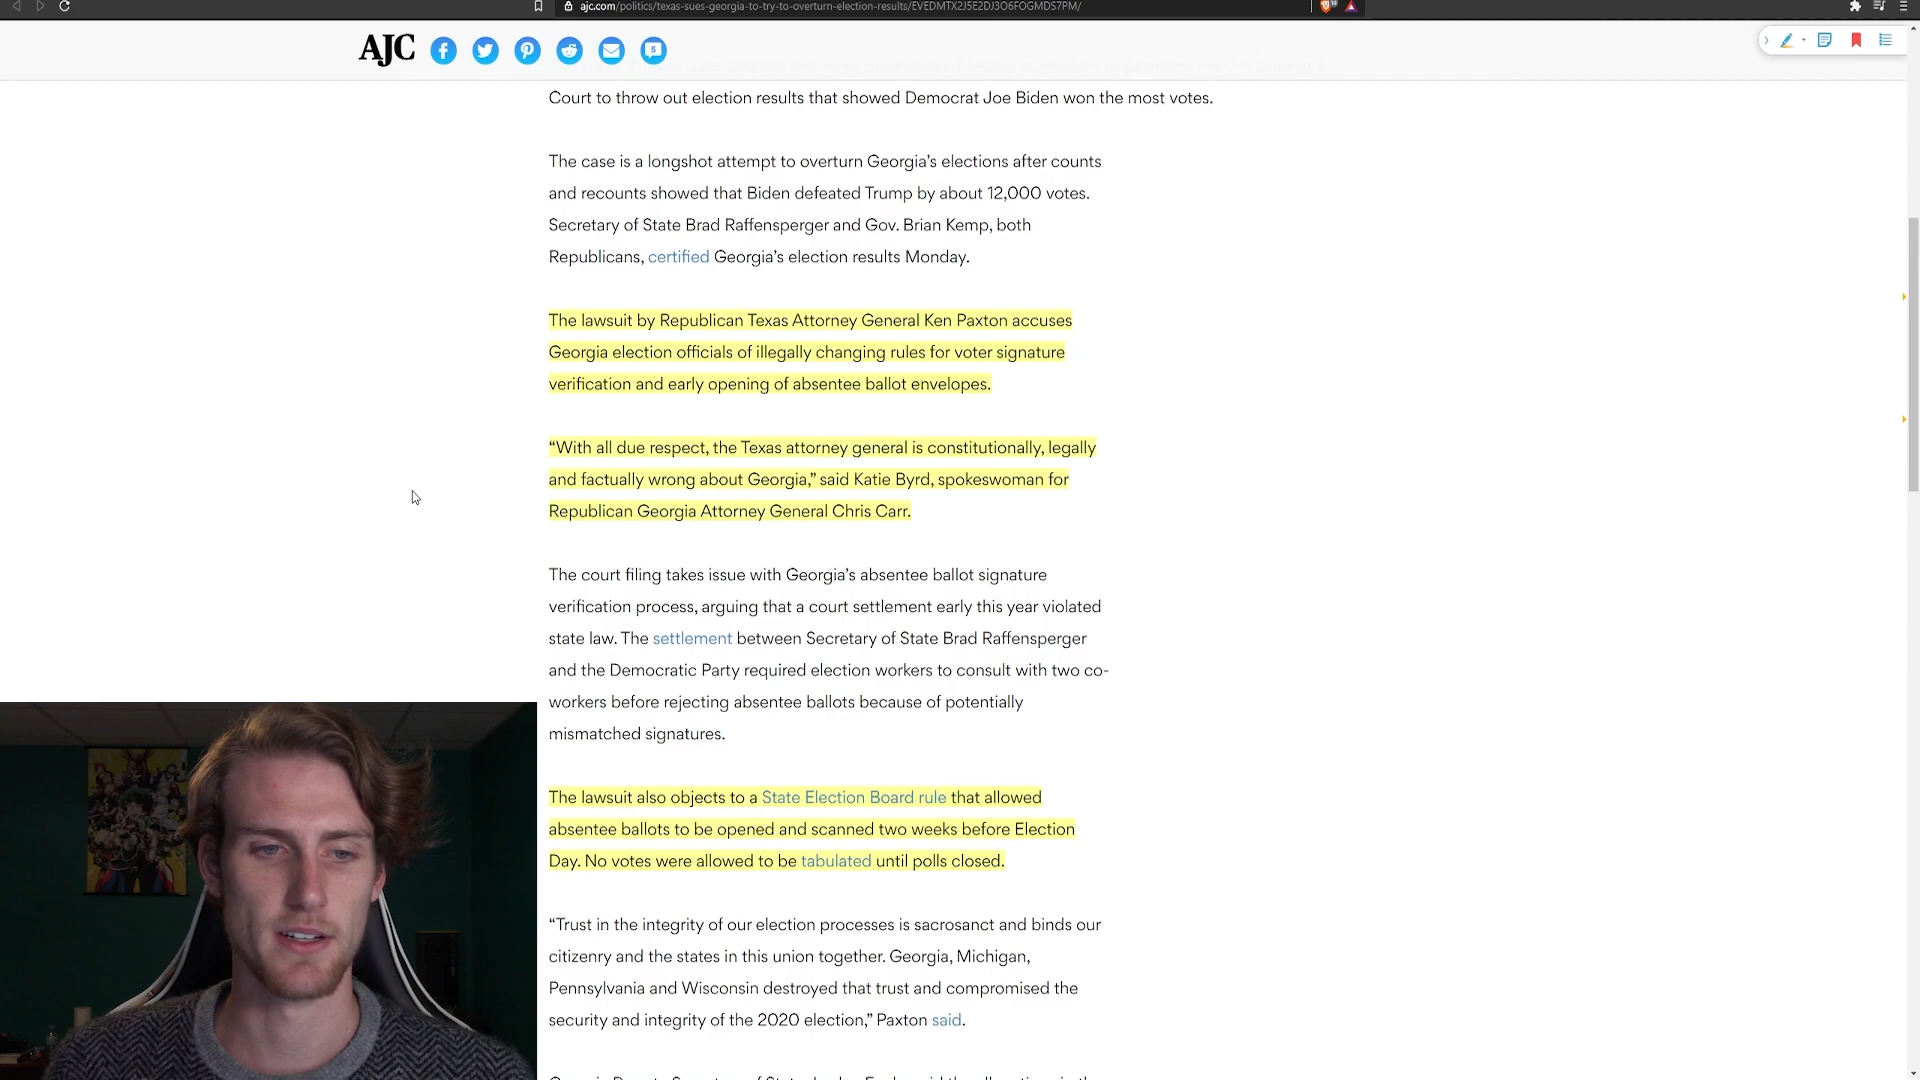 ajc.com/politics/texas-sues-georgia-to-try-to-overturn-election-results/EVEDMTX2J5E2DJ3O6FOGMDS7PM/
AJC
5
Court to throw out election results that showed Democrat Joe Biden won the most votes.
The case is a longshot attempt to overturn Georgia’s elections after counts
and recounts showed that Biden defeated Trump by about 12,000 votes.
Secretary of State Brad Raffensperger and Gov. Brian Kemp, both
Republicans, certified Georgia’s election results Monday.
The lawsuit by Republican Texas Attorney General Ken Paxton accuses
Georgia election officials of illegally changing rules for voter signature
verification and early opening of absentee ballot envelopes.
“With all due respect, the Texas attorney general is constitutionally, legally
and factually wrong about Georgia,” said Katie Byrd, spokeswoman for
Republican Georgia Attorney General Chris Carr.
The court filing takes issue with Georgia’s absentee ballot signature
verification process, arguing that a court settlement early this year violated
state law. The settlement between Secretary of State Brad Raffensperger
and the Democratic Party required election workers to consult with two co-
workers before rejecting absentee ballots because of potentially
mismatched signatures.
The lawsuit also objects to a State Election Board rule that allowed
absentee ballots to be opened and scanned two weeks before Election
Day. No votes were allowed to be tabulated until polls closed.
“Trust in the integrity of our election processes is sacrosanct and binds our
citizenry and the states in this union together. Georgia, Michigan,
Pennsylvania and Wisconsin destroyed that trust and compromised the
security and integrity of the 2020 election,” Paxton said.